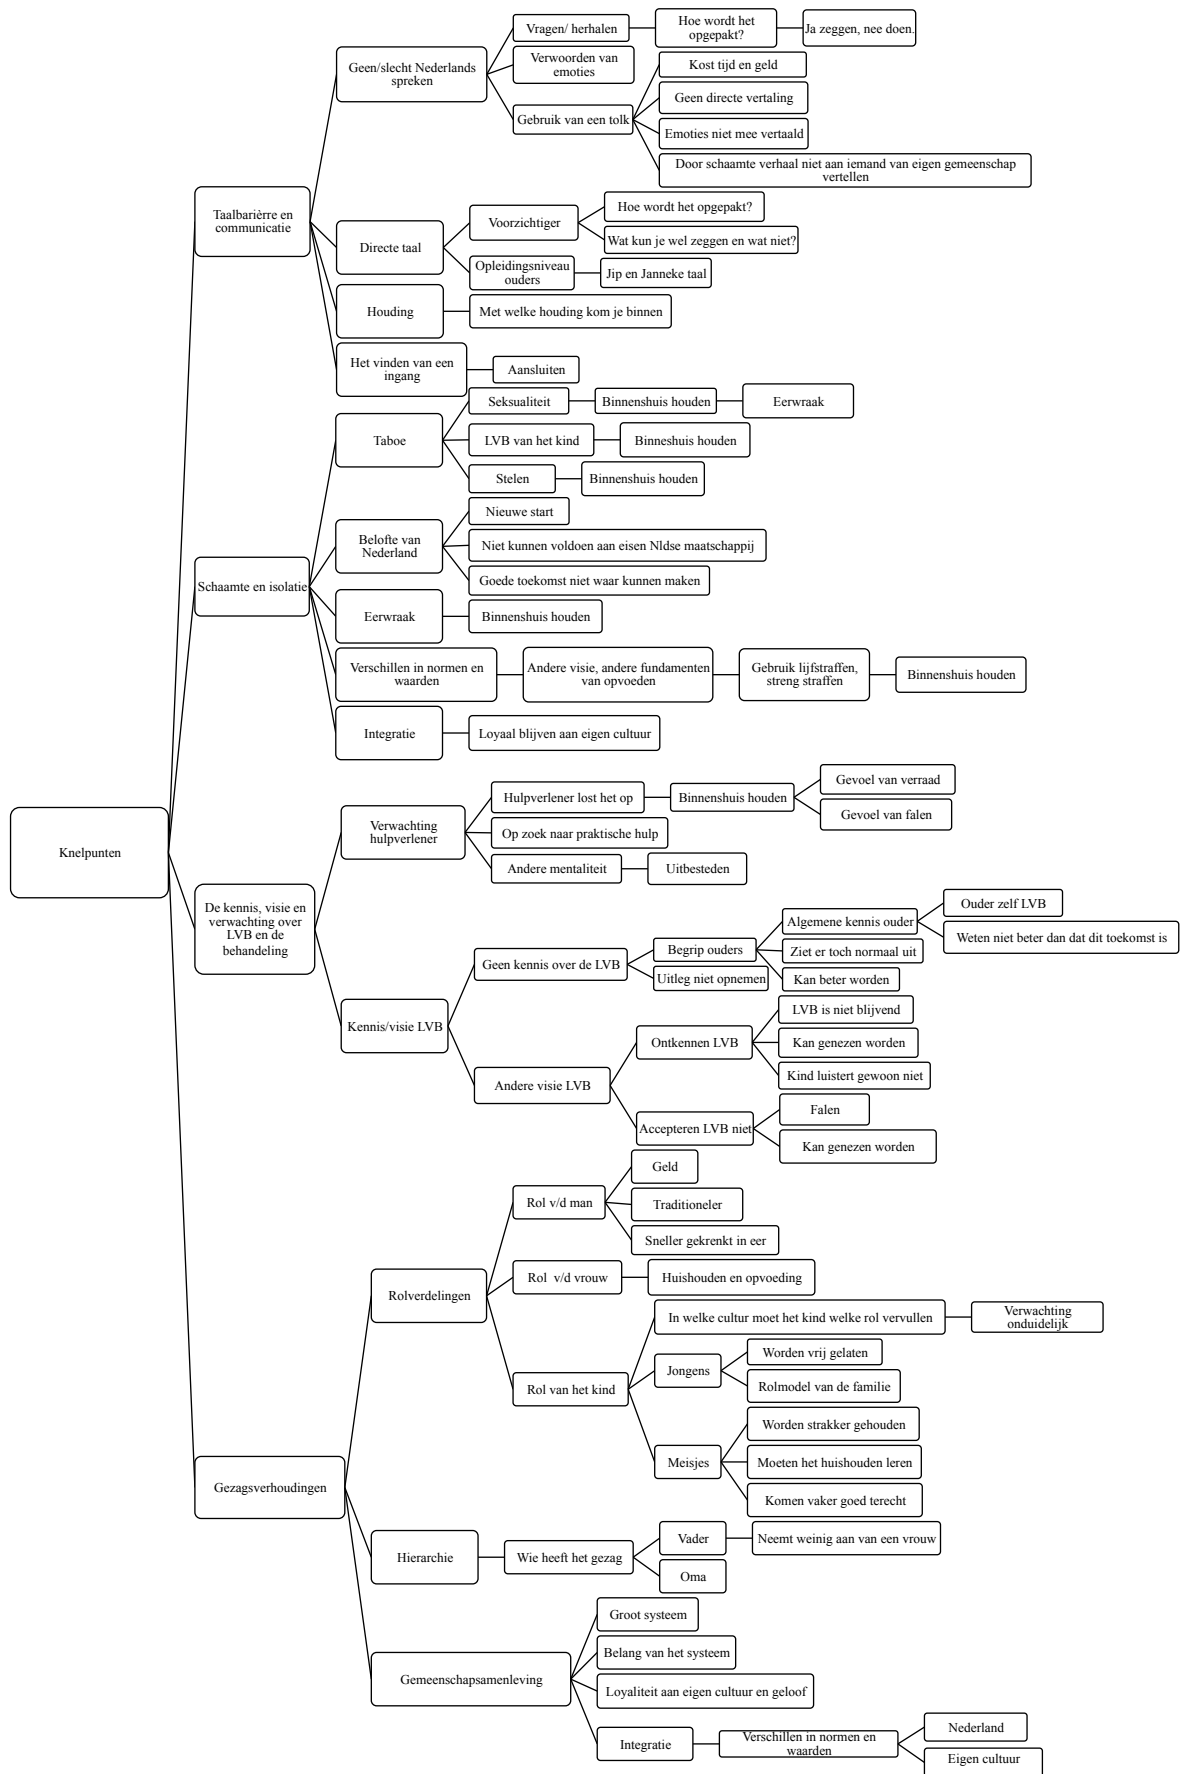 Knelpunten
Taalbarièrre en
communicatie
Geen/slecht Nederlands
spreken
Vragen/ herhalen
Hoe wordt het
opgepakt?
Ja zeggen, nee doen.
Verwoorden van
emoties
Gebruik van een tolk
Kost tijd en geld
Geen directe vertaling
Emoties niet mee vertaald
Door schaamte verhaal niet aan iemand van eigen gemeenschap
vertellen
Directe taal
Voorzichtiger
Hoe wordt het opgepakt?
Wat kun je wel zeggen en wat niet?
Opleidingsniveau
ouders
Jip en Janneke taal
Houding
Met welke houding kom je binnen
Het vinden van een
ingang
Aansluiten
Schaamte en isolatie
Taboe
Seksualiteit
Binnenshuis houden
Eerwraak
LVB van het kind
Binneshuis houden
Stelen
Binnenshuis houden
Belofte van
Nederland
Nieuwe start
Niet kunnen voldoen aan eisen Nldse maatschappij
Goede toekomst niet waar kunnen maken
Eerwraak
Binnenshuis houden
Verschillen in normen en
waarden
Andere visie, andere fundamenten
van opvoeden
Gebruik lijfstraffen,
streng straffen
Binnenshuis houden
Integratie
Loyaal blijven aan eigen cultuur
De kennis, visie en
verwachting over
LVB en de
behandeling
Verwachting
hulpverlener
Hulpverlener lost het op
Binnenshuis houden
Gevoel van verraad
Gevoel van falen
Op zoek naar praktische hulp
Andere mentaliteit
Uitbesteden
Kennis/visie LVB
Geen kennis over de LVB
Begrip ouders
Algemene kennis ouder
Ouder zelf LVB
Weten niet beter dan dat dit toekomst is
Ziet er toch normaal uit
Kan beter worden
Uitleg niet opnemen
Andere visie LVB
Ontkennen LVB
LVB is niet blijvend
Kan genezen worden
Kind luistert gewoon niet
Accepteren LVB niet
Falen
Kan genezen worden
Gezagsverhoudingen
Rolverdelingen
Rol v/d man
Geld
Traditioneler
Sneller gekrenkt in eer
Rol  v/d vrouw
Huishouden en opvoeding
Rol van het kind
In welke cultur moet het kind welke rol vervullen
Verwachting
onduidelijk
Jongens
Worden vrij gelaten
Rolmodel van de familie
Meisjes
Worden strakker gehouden
Moeten het huishouden leren
Komen vaker goed terecht
Hierarchie
Wie heeft het gezag
Vader
Neemt weinig aan van een vrouw
Oma
Gemeenschapsamenleving
Groot systeem
Belang van het systeem
Loyaliteit aan eigen cultuur en geloof
Integratie
Verschillen in normen en
waarden
Nederland
Eigen cultuur